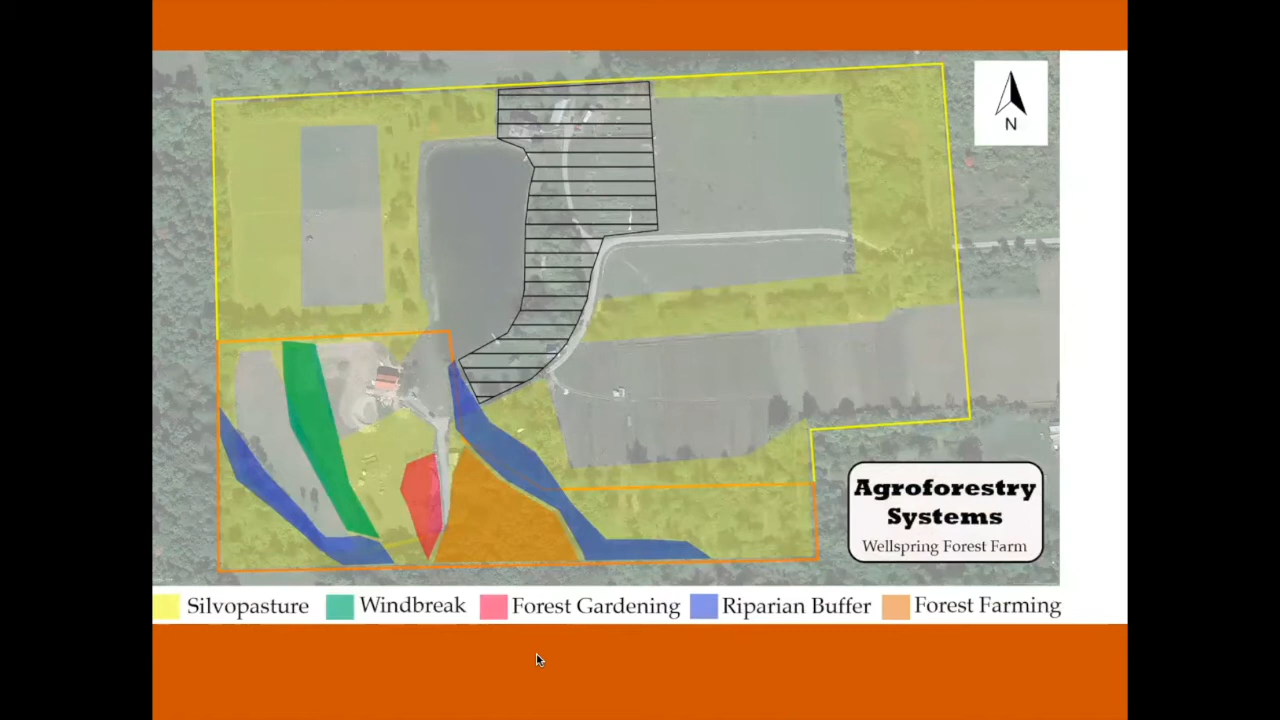 N
Agroforestry
Systems
Wellspring Forest Farm
Silvopasture Windbreak Forest Gardening Riparian Buffer Forest Farming